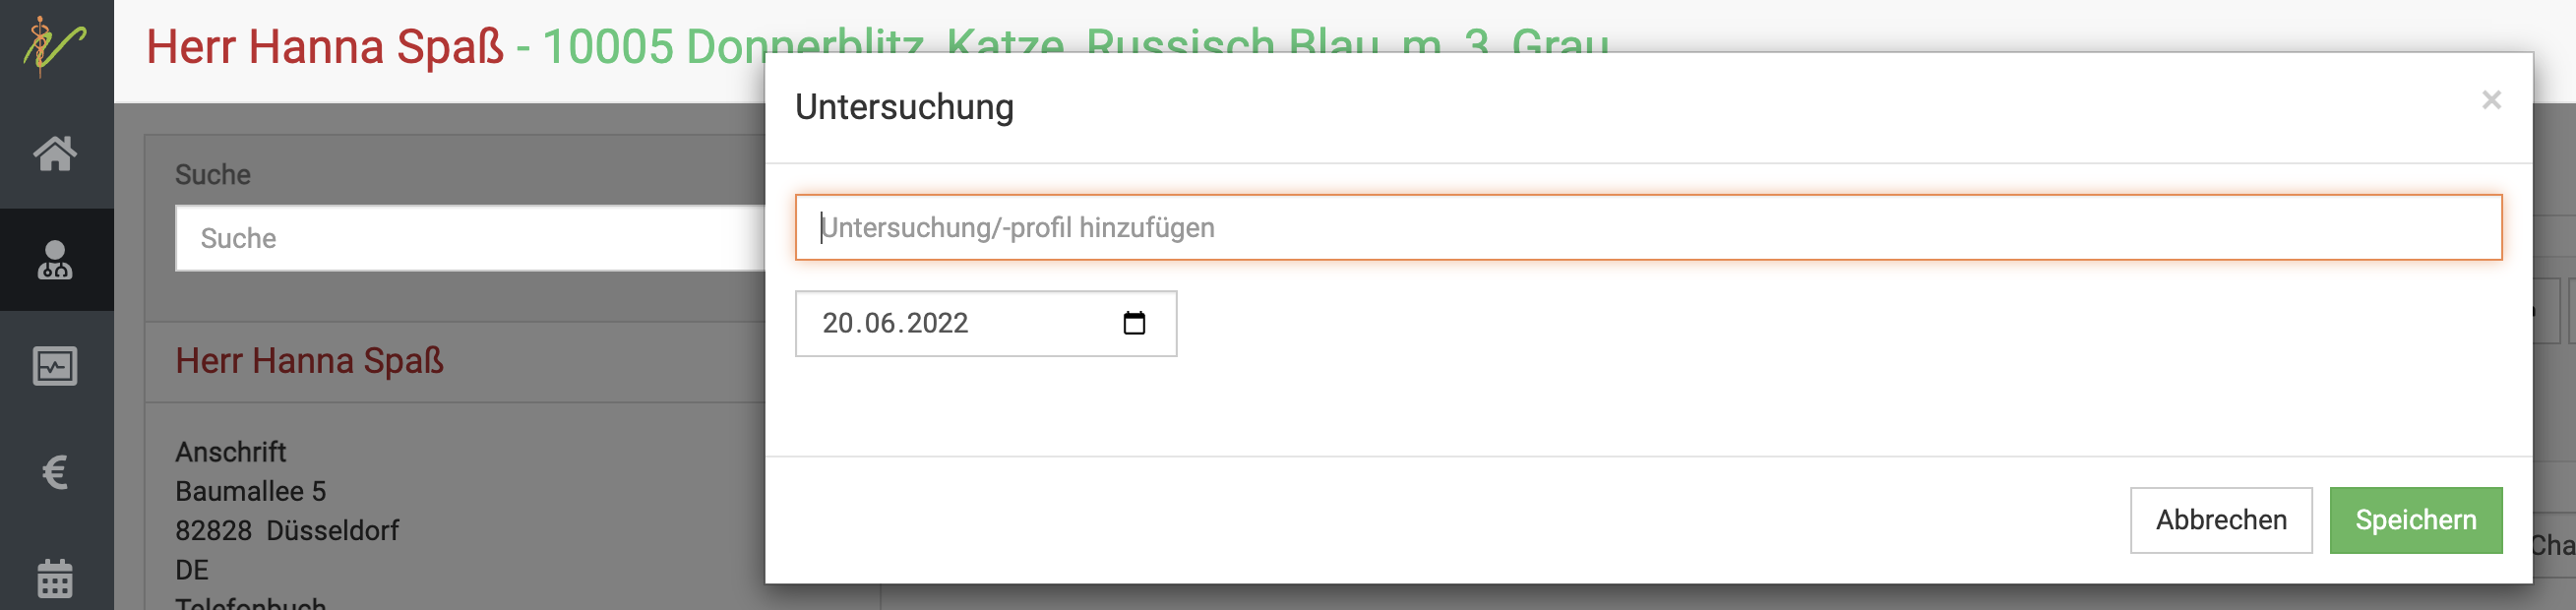 Herr Hanna Spaß - 10005 Donnerblitz, Katze, Russisch Blau, m, 3, Grau
Untersuchung
×
Suche
Suche
Untersuchung/-profil hinzufügen
20.06.2022
Herr Hanna Spaß
Anschrift
Baumallee 5
82828 Düsseldorf
DE
Telefonbuch
Abbrechen
Speichern
Cha